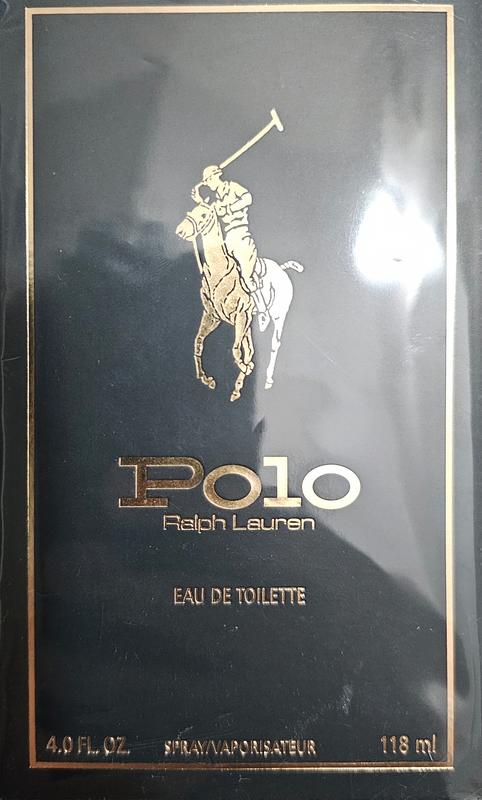 Polo
Ralph Lauren
EAU DE TOILETTE
4.0 FL. OZ. SPRAY/VAPORISATEUR 118 ml